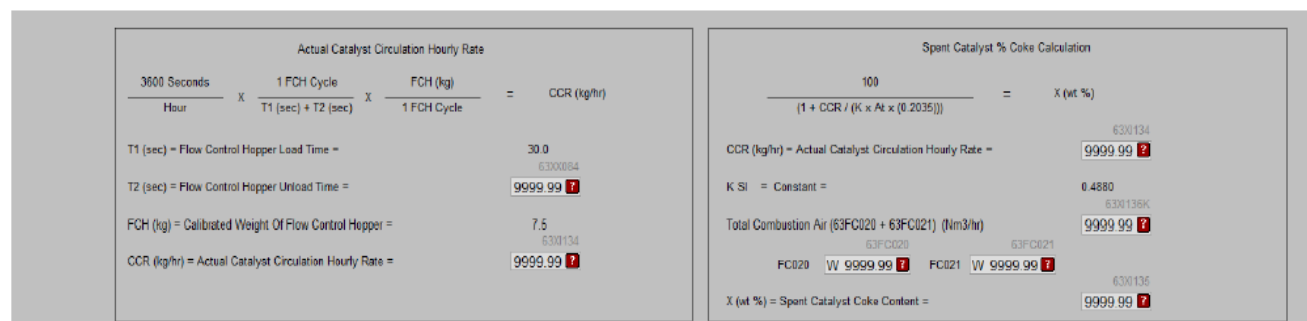 Actual Catalyst Circulation Hourly Rate
3600 Seconds 1 FCH Cycle FCH (kg)
X X = CCR (kg/hr)
Hour T1 (sec) + T2 (sec) 1 FCH Cycle
T1 (sec) = Flow Control Hopper Load Time = 30.0
63XX084
T2 (sec) = Flow Control Hopper Unload Time = 9999.99 ?
FCH (kg) = Calibrated Weight Of Flow Control Hopper = 7.5
63XI134
CCR (kg/hr) = Actual Catalyst Circulation Hourly Rate = 9999.99 ?
Spent Catalyst % Coke Calculation
100
= X (wt %)
(1 + CCR / (K x At x (0.2035)))
63XI134
CCR (kg/hr) = Actual Catalyst Circulation Hourly Rate = 9999.99 ?
K SI = Constant = 0.4880
63XI136K
Total Combustion Air (63FC020 + 63FC021) (Nm3/hr) 9999.99 ?
63FC020 63FC021
FC020 W 9999.99 ? FC021 W 9999.99 ?
63XI136
X (wt %) = Spent Catalyst Coke Content = 9999.99 ?